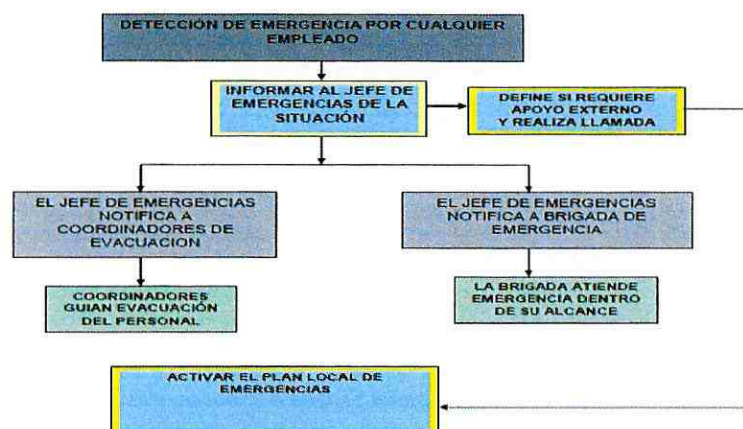 DETECCIÓN DE EMERGENCIA POR CUALQUIER
EMPLEADO
INFORMAR AL JEFE DE
EMERGENCIAS DE LA
SITUACIÓN
DEFINE SI REQUIERE
APOYO EXTERNO
Y REALIZA LLAMADA
EL JEFE DE EMERGENCIAS
NOTIFICA A
COORDINADORES DE
EVACUACION
EL JEFE DE EMERGENCIAS
NOTIFICA A BRIGADA DE
EMERGENCIA
COORDINADORES
GUIAN EVACUACIÓN
DEL PERSONAL
LA BRIGADA ATIENDE
EMERGENCIA DENTRO
DE SU ALCANCE
ACTIVAR EL PLAN LOCAL DE
EMERGENCIAS